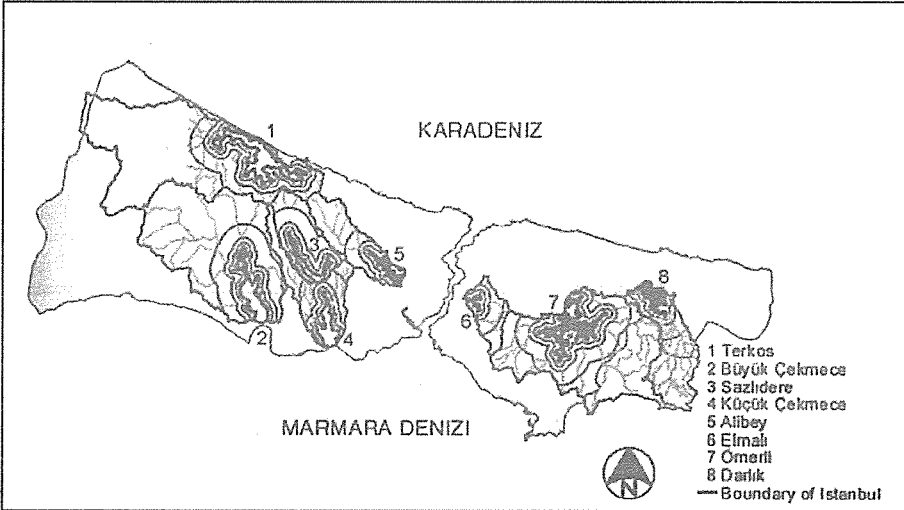 KARADENIZ
1
2
3
4
5
6
7
8
MARMARA DENIZI
1 Terkos
2 Büyük Çekmece
3 Sazlıdere
4 Küçük Çekmece
5 Alibey
6 Elmalı
7 Ömerli
8 Darlık
Boundary of Istanbul
N